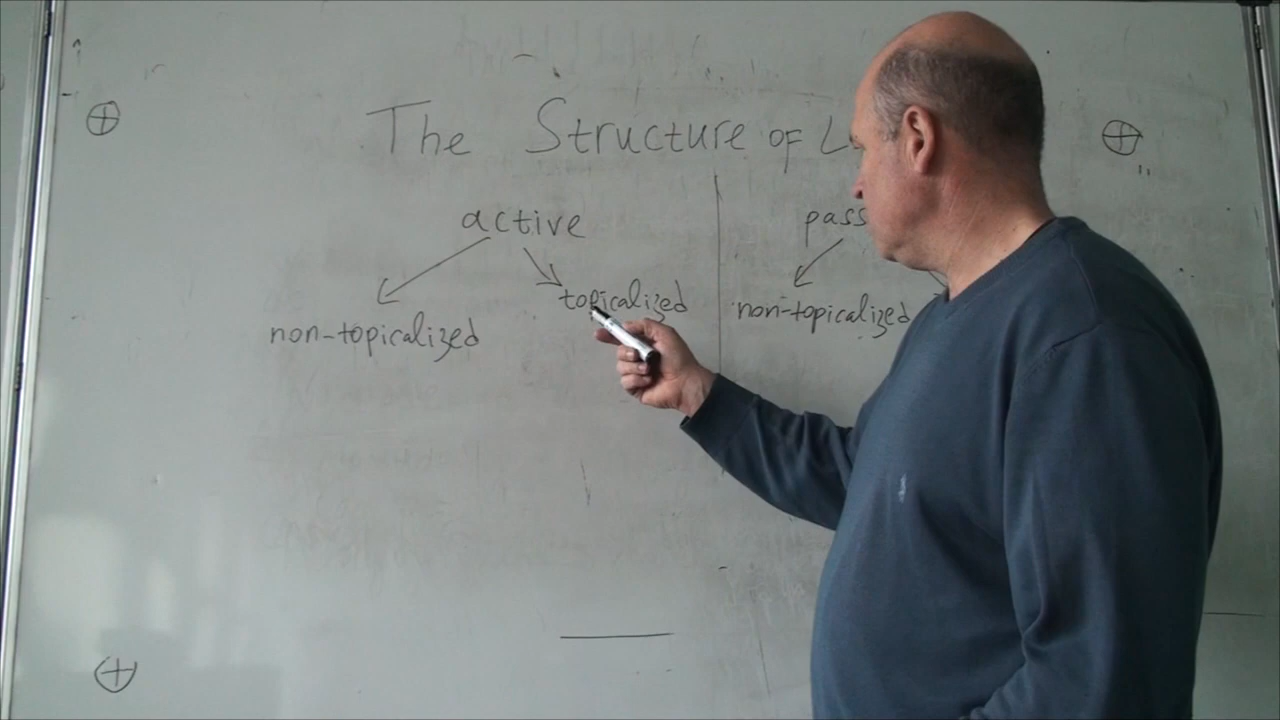 The Structure of L
active pass
non-topicalized topicalized non-topicalized